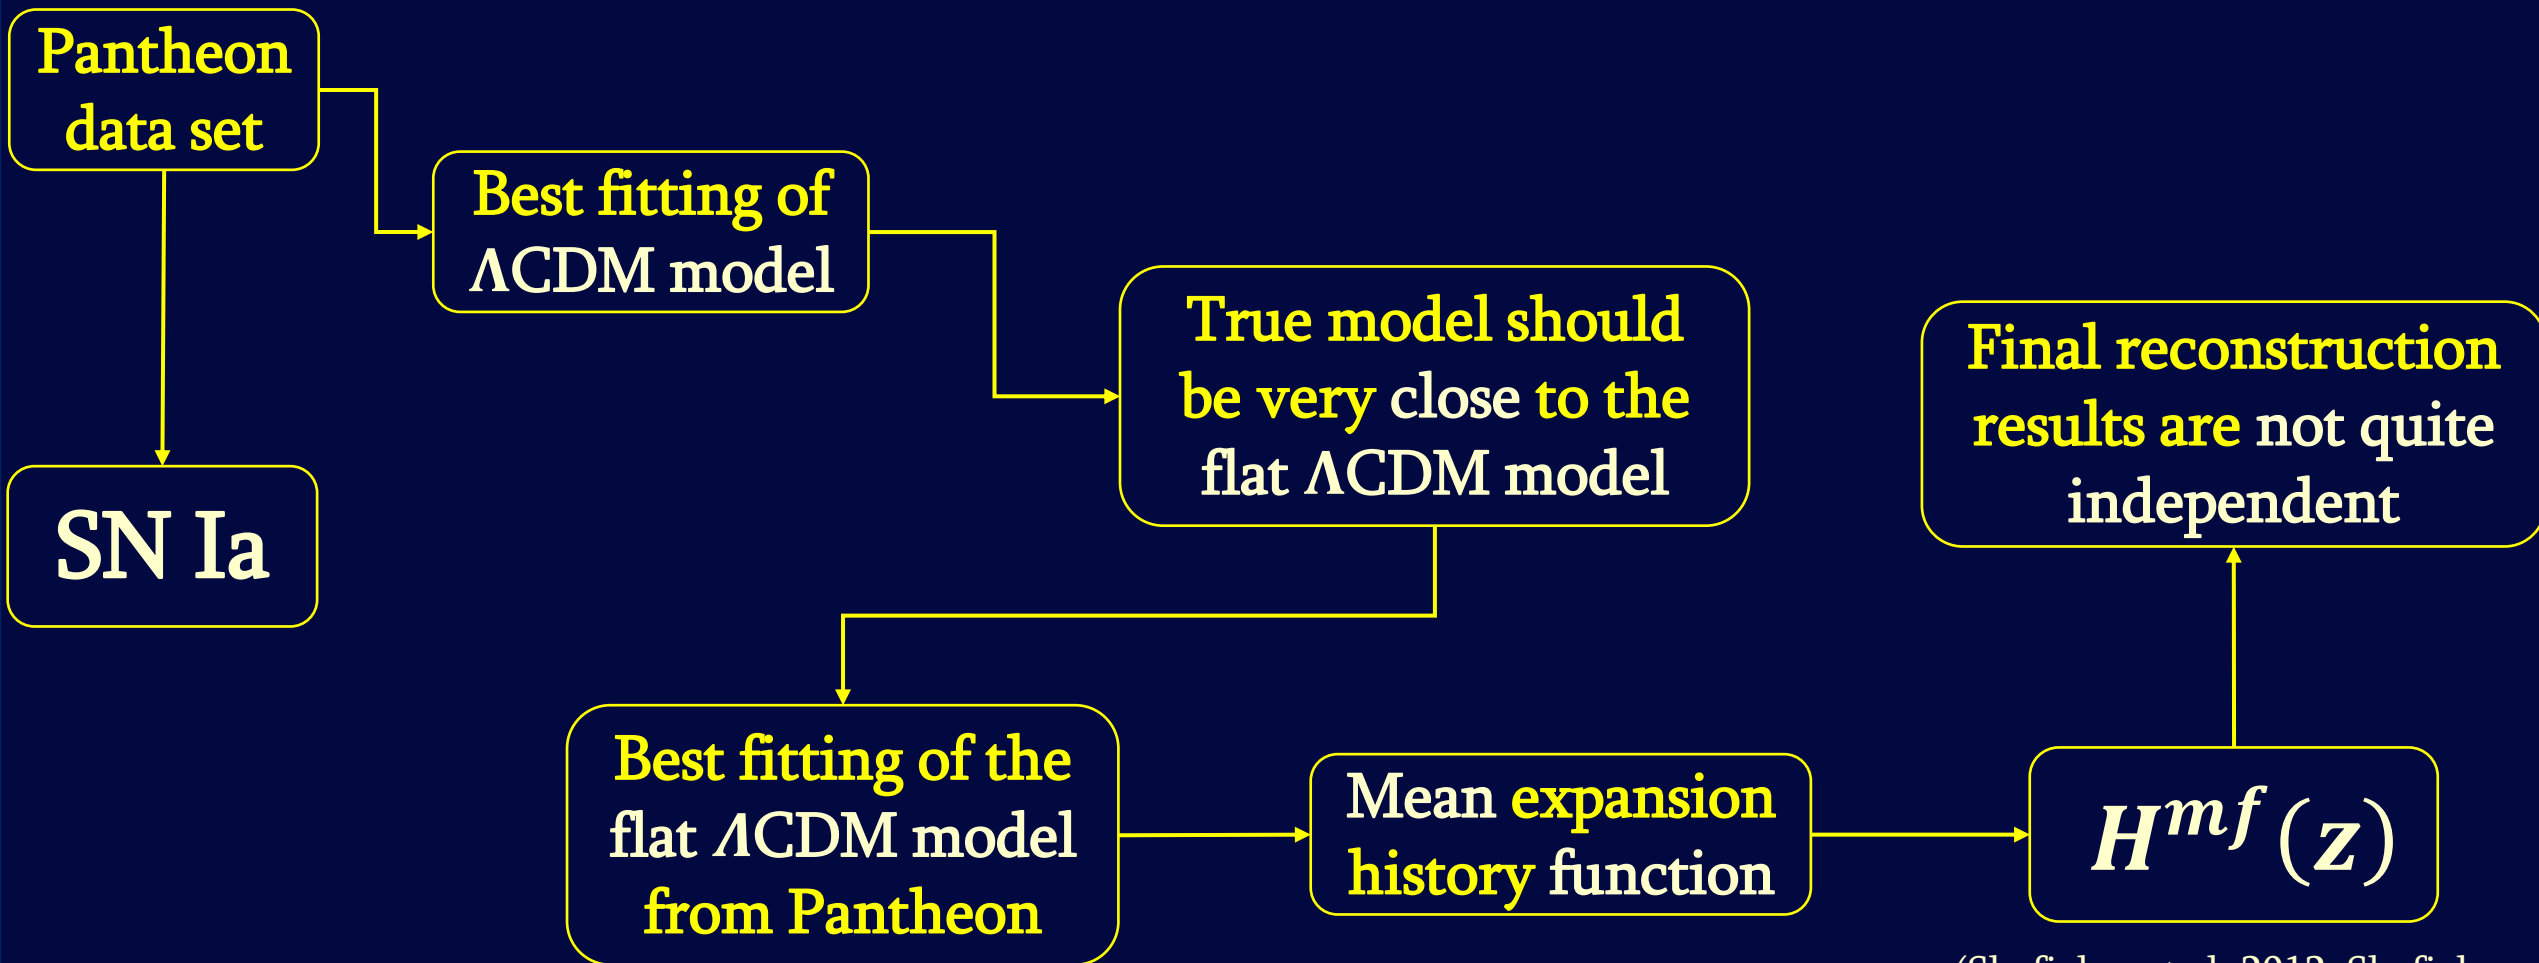 Pantheon
data set
Best fitting of
ΛCDM model
True model should
be very close to the
flat ΛCDM model
Final reconstruction
results are not quite
independent
SN Ia
Best fitting of the
flat ΛCDM model
from Pantheon
Mean expansion
history function
H^{mf}(z)